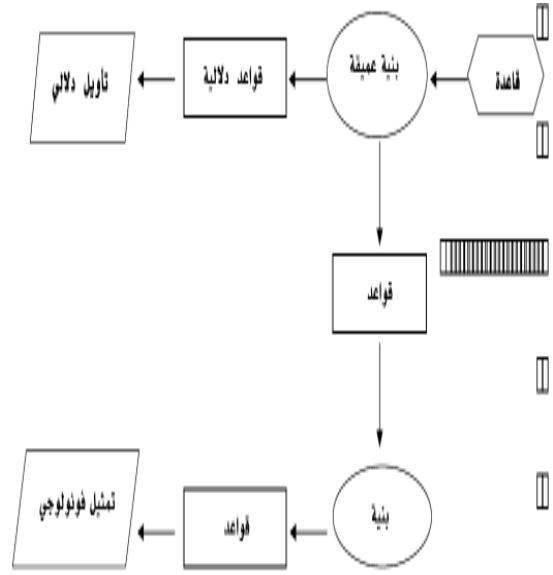 قاعدة
بنية عميقة
قواعد دلالية
تأويل دلالي
قواعد
بنية
قواعد
تمثيل فونولوجي